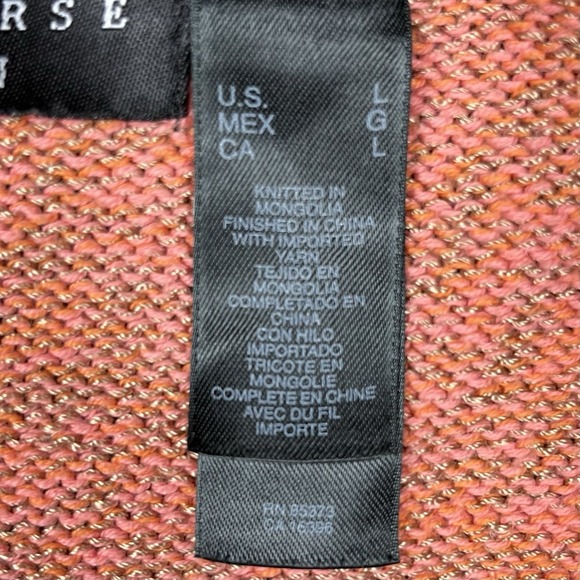 RSE
U.S. L
MEX G
CA L
KNITTED IN
MONGOLIA
FINISHED IN CHINA
WITH IMPORTED
YARN
TEJIDO EN
MONGOLIA
COMPLETADO EN
CHINA
CON HILO
IMPORTADO
TRICOTE EN
MONGOLIE
COMPLETE EN CHINE
AVEC DU FIL
IMPORTE
RN 85373
CA 16396